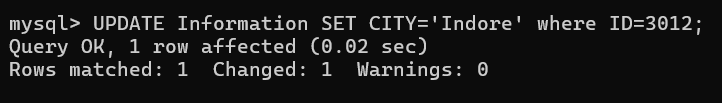 mysql> UPDATE Information SET CITY='Indore' where ID=3012;
Query OK, 1 row affected (0.02 sec)
Rows matched: 1  Changed: 1  Warnings: 0